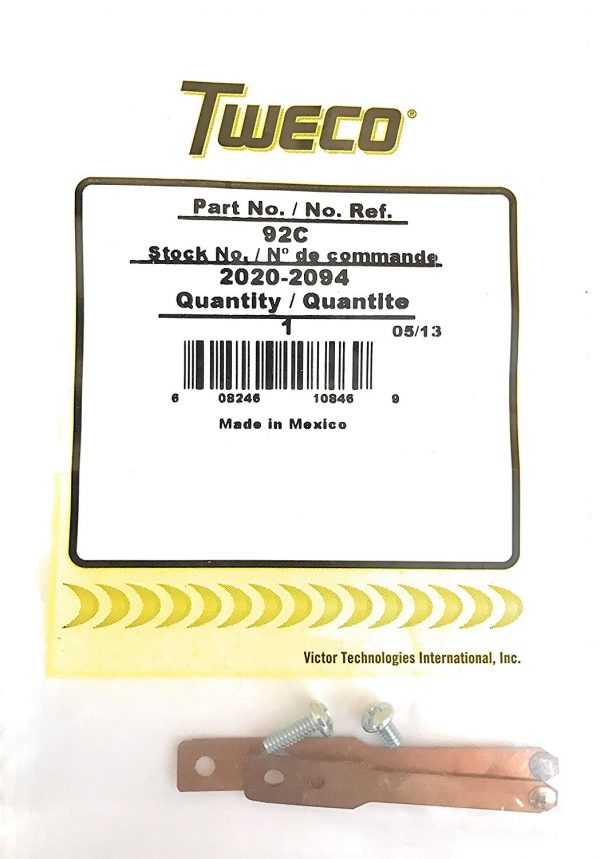 TWECO®
Part No. / No. Ref.
92C
Stock No. / N° de commande
2020-2094
Quantity / Quantite
1
05/13
6 08246 10846 9
Made in Mexico
Victor Technologies International, Inc.